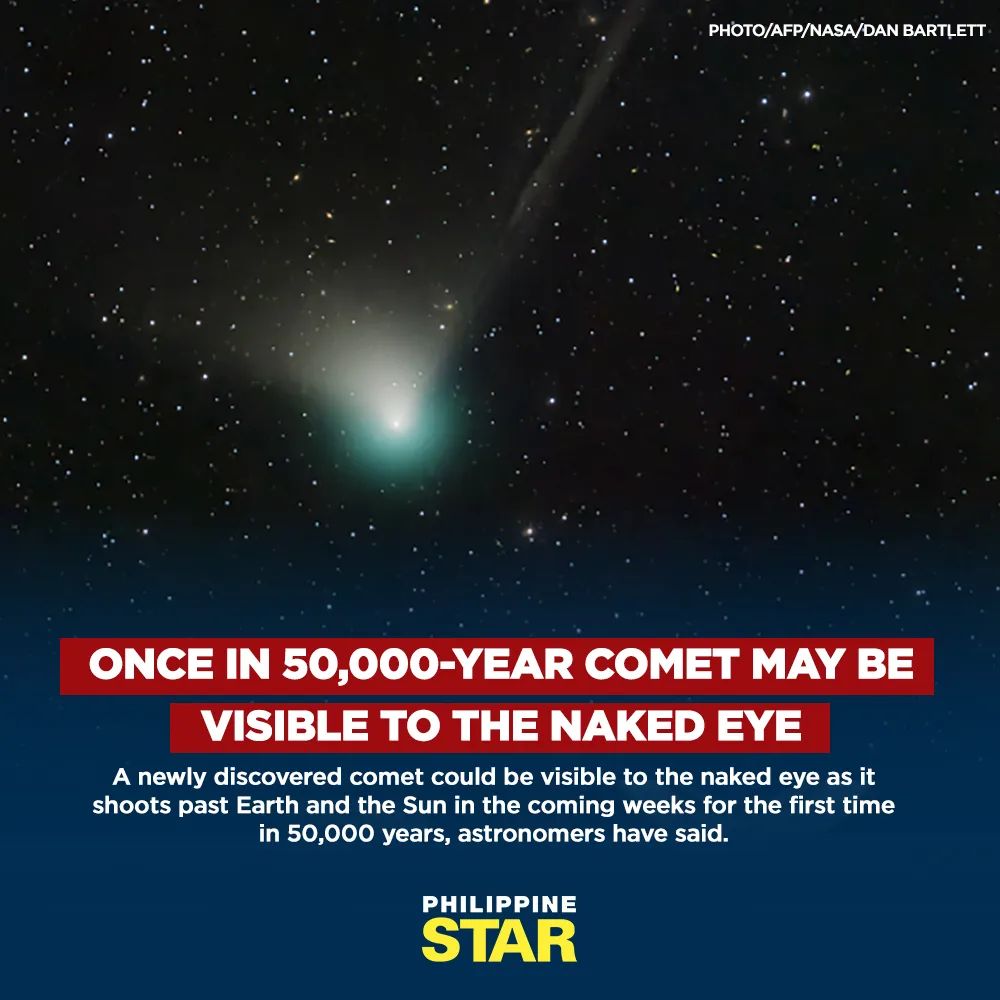 PHOTO/AFP/NASA/DAN BARTLETT
ONCE IN 50,000-YEAR COMET MAY BE
VISIBLE TO THE NAKED EYE
A newly discovered comet could be visible to the naked eye as it
shoots past Earth and the Sun in the coming weeks for the first time
in 50,000 years, astronomers have said.
PHILIPPINE
STAR